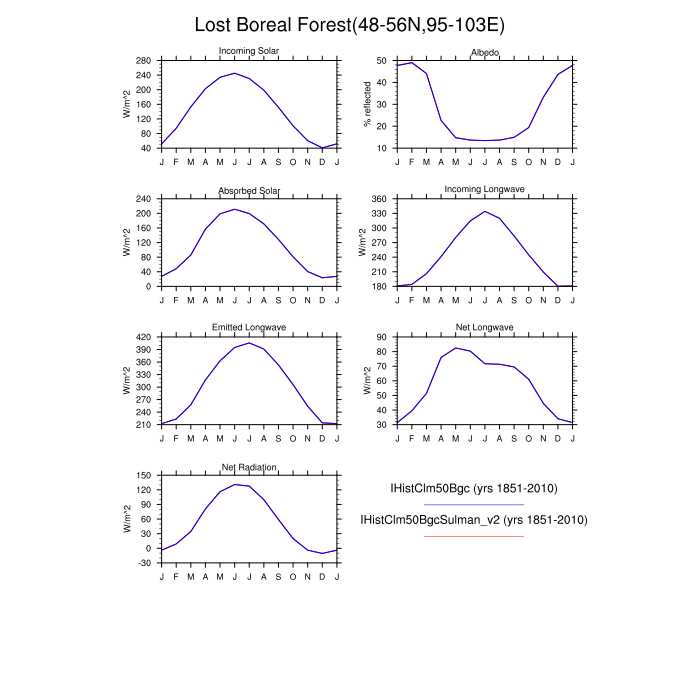 Lost Boreal Forest(48-56N,95-103E)
Incoming Solar
W/m^2
280
240
200
160
120
80
40
J F M A M J J A S O N D J
Albedo
% reflected
50
40
30
20
10
J F M A M J J A S O N D J
Absorbed Solar
W/m^2
240
200
160
120
80
40
0
J F M A M J J A S O N D J
Incoming Longwave
W/m^2
360
330
300
270
240
210
180
J F M A M J J A S O N D J
Emitted Longwave
W/m^2
420
390
360
330
300
270
240
210
J F M A M J J A S O N D J
Net Longwave
W/m^2
90
80
70
60
50
40
30
J F M A M J J A S O N D J
Net Radiation
W/m^2
150
120
90
60
30
0
-30
J F M A M J J A S O N D J
IHistClm50Bgc (yrs 1851-2010)
IHistClm50BgcSulman_v2 (yrs 1851-2010)